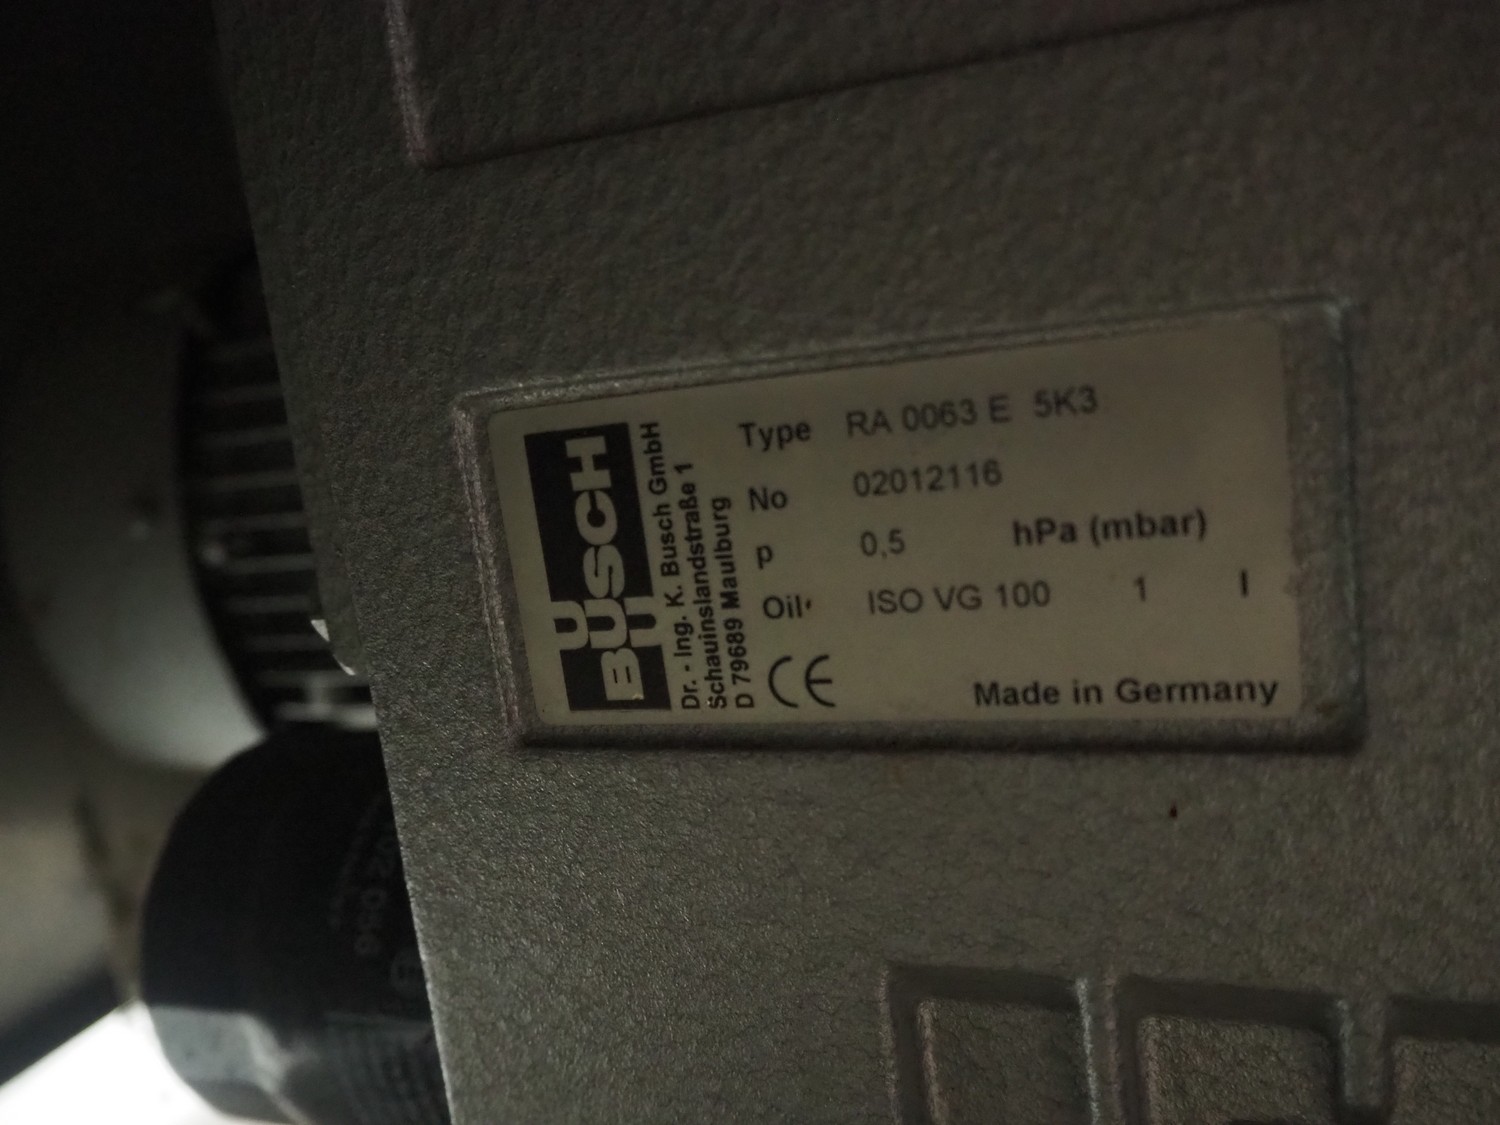 BUSCH
Dr. - Ing. K. Busch GmbH
Schauinslandstraße 1
D 79689 Maulburg
Type RA 0063 E 5K3
No 02012116
p 0,5 hPa (mbar)
Oil ISO VG 100 1 l
CE
Made in Germany